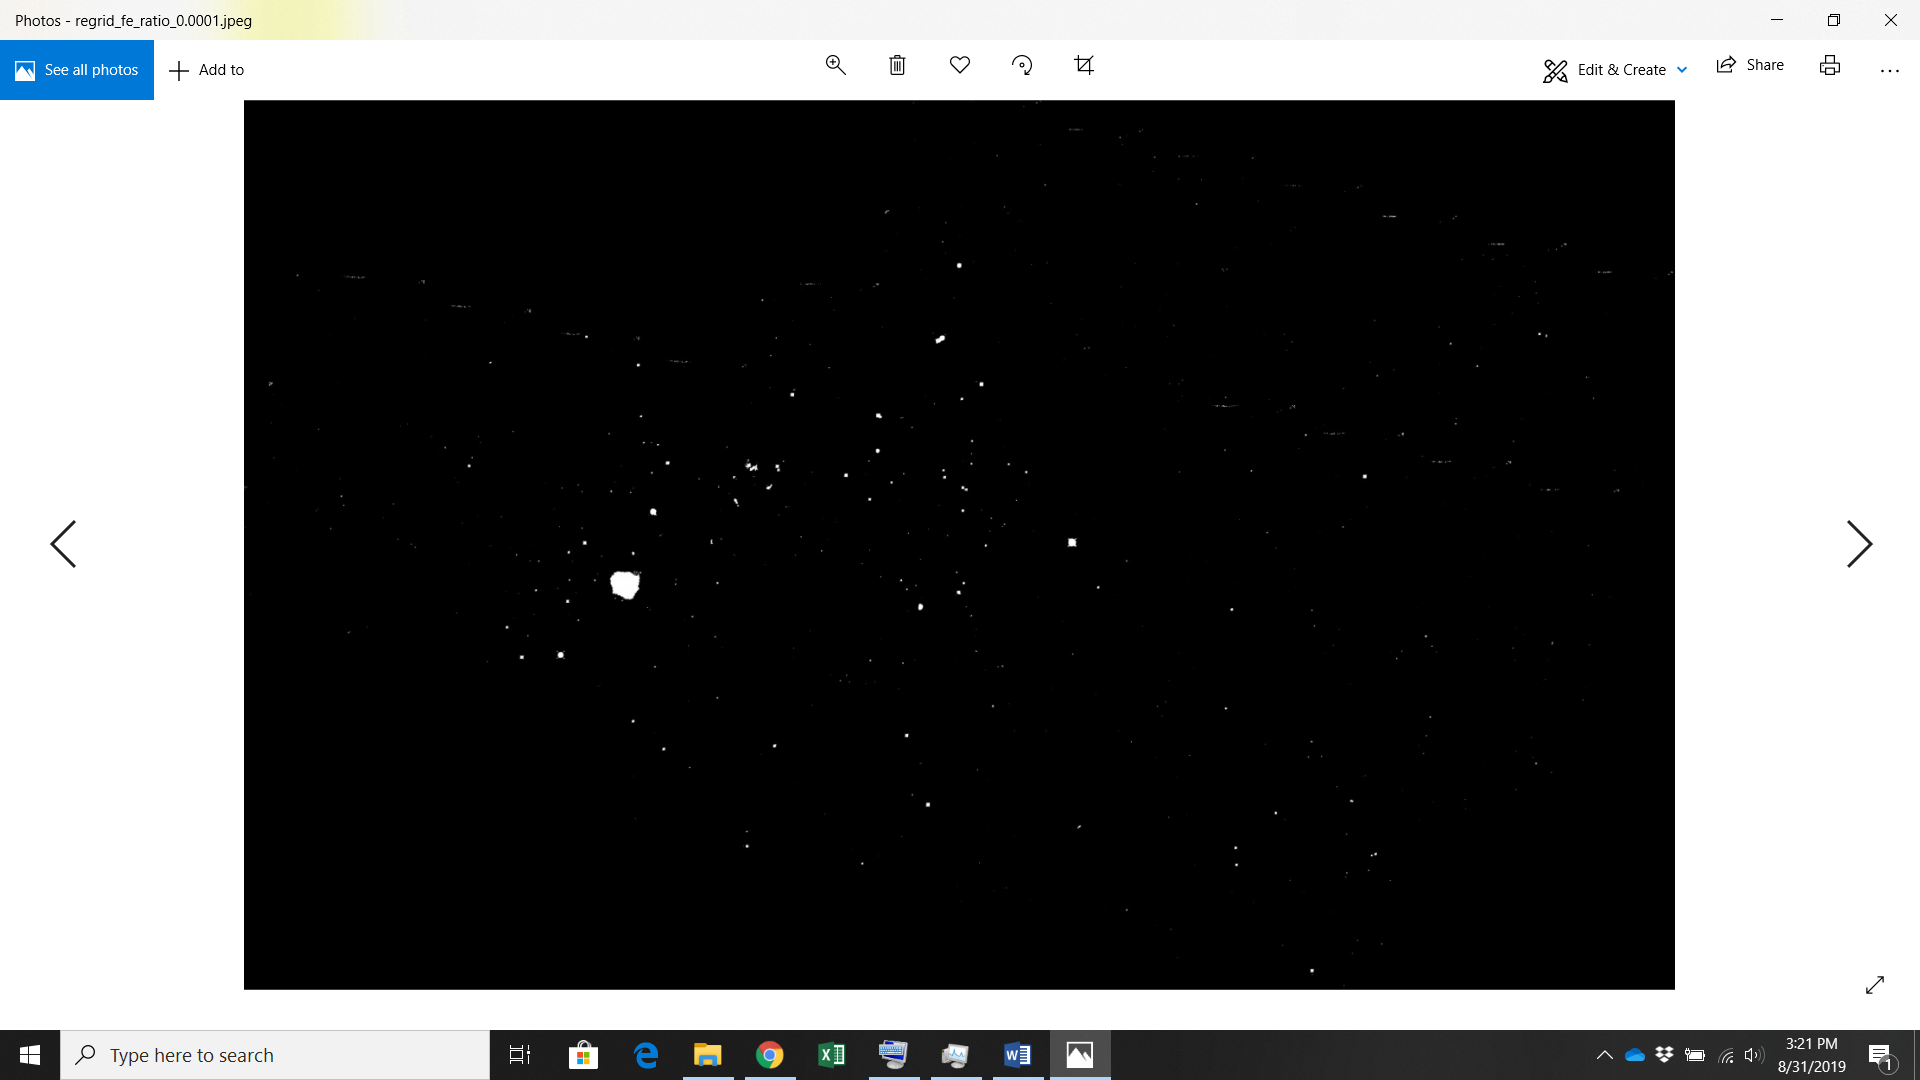 Photos - regrid_fe_ratio_0.0001.jpeg
See all photos
Add to
Edit & Create
Share
Type here to search
3:21 PM
8/31/2019
1